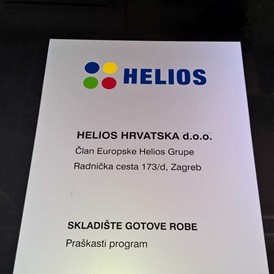 HELIOS
HELIOS HRVATSKA d.o.o.
Član Europske Helios Grupe
Radnička cesta 173/d, Zagreb
SKLADIŠTE GOTOVE ROBE
Praškasti program